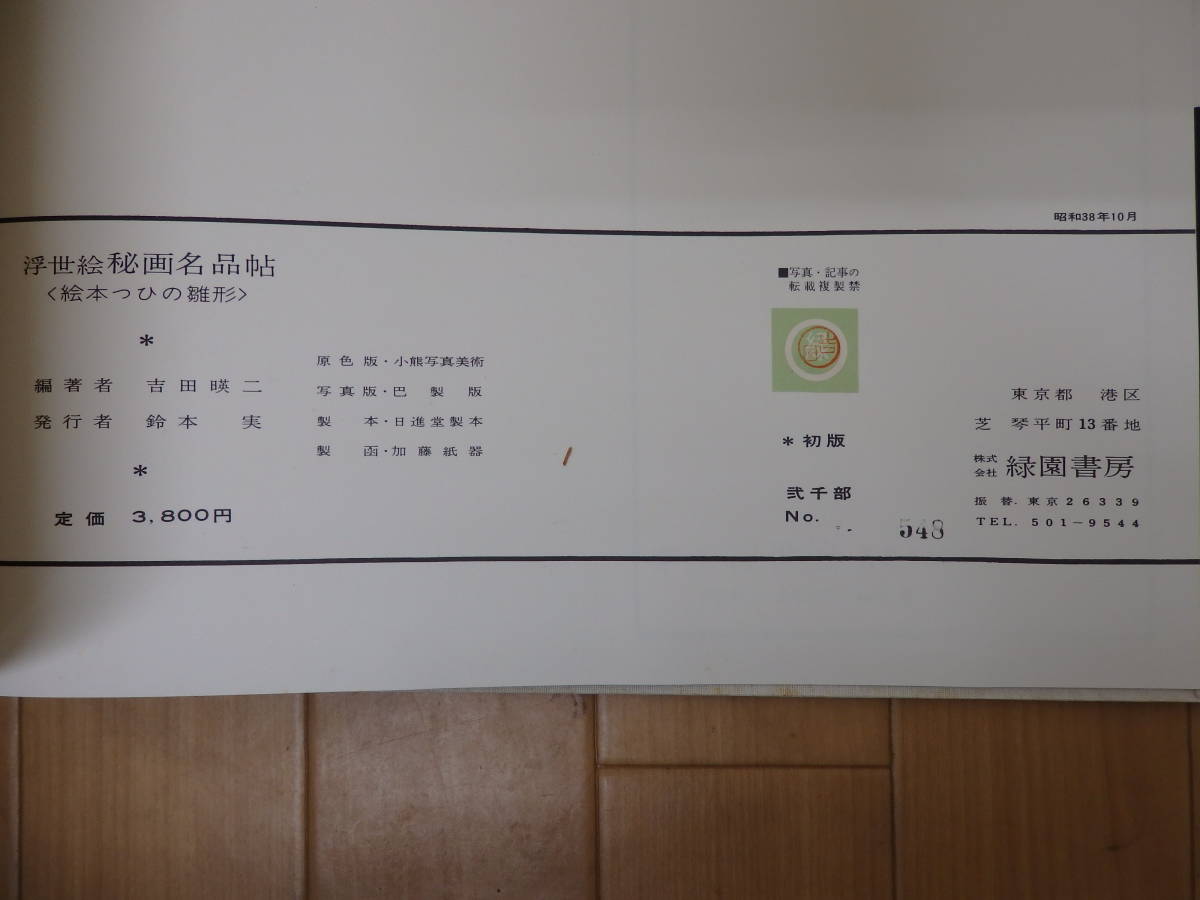 昭和38年10月
浮世絵秘画名品帖
<絵本つひの雛形>
*
編著者 吉田暎二
発行者 鈴木 実
*
定価 3,800円
原色版・小熊写真美術
写真版・巴製版
製本・日進堂製本
製函・加藤紙器
■写真・記事の
転載複製禁
*初版
弐千部
No. 548
東京都 港区
芝 琴平町13番地
株式会社 緑園書房
振替.東京26339
TEL. 501-9544